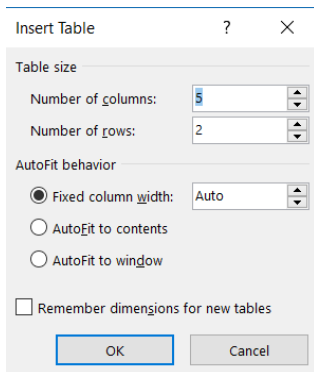 Insert Table ?
Table size
Number of columns: 5
Number of rows: 2
AutoFit behavior
Fixed column width: Auto
AutoFit to contents
AutoFit to window
Remember dimensions for new tables
OK Cancel